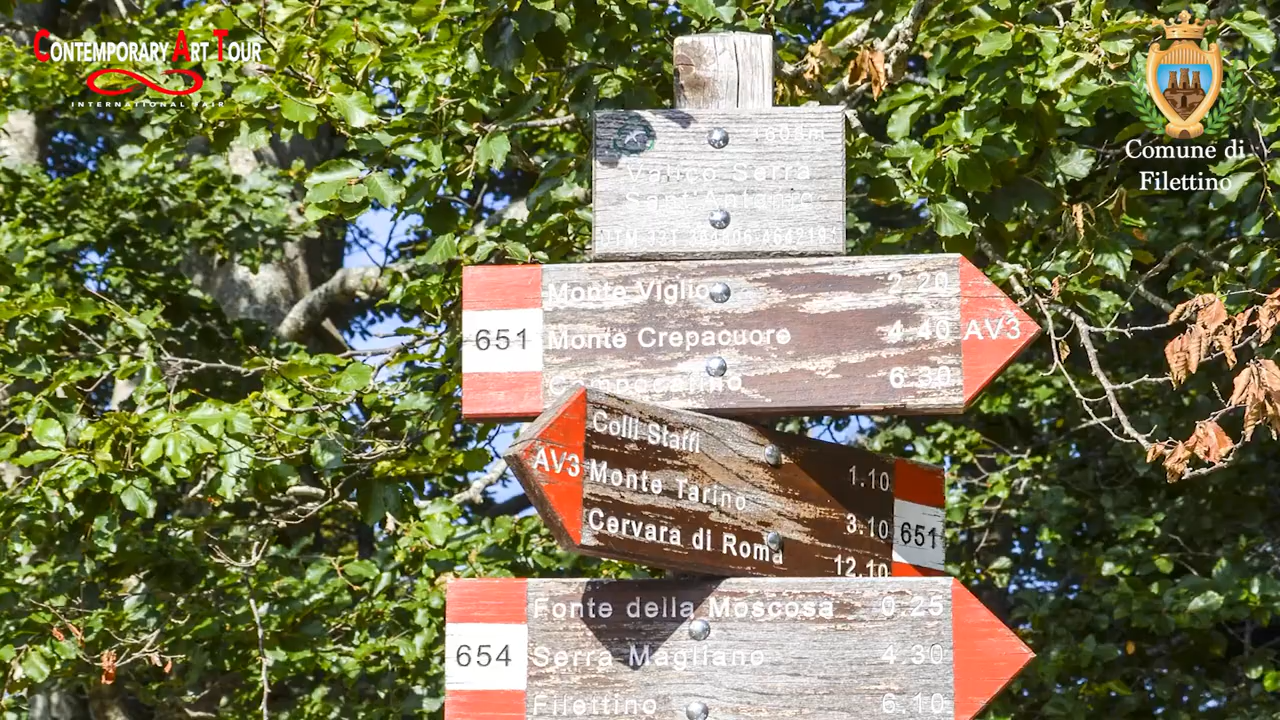 CONTEMPORARY ART TOUR
INTERNATIONAL FAIR
Comune di
Filettino
Valico Serra
Sant'Antonio
651
Monte Viglio 2.20
Monte Crepacuore 4.40
Campocatino 6.30
AV3
AV3
Colli Staffi 1.10
Monte Tarino 3.10
Cervara di Roma 12.10
651
654
Fonte della Moscosa 0.25
Serra Magliano 4.30
Filettino 6.10